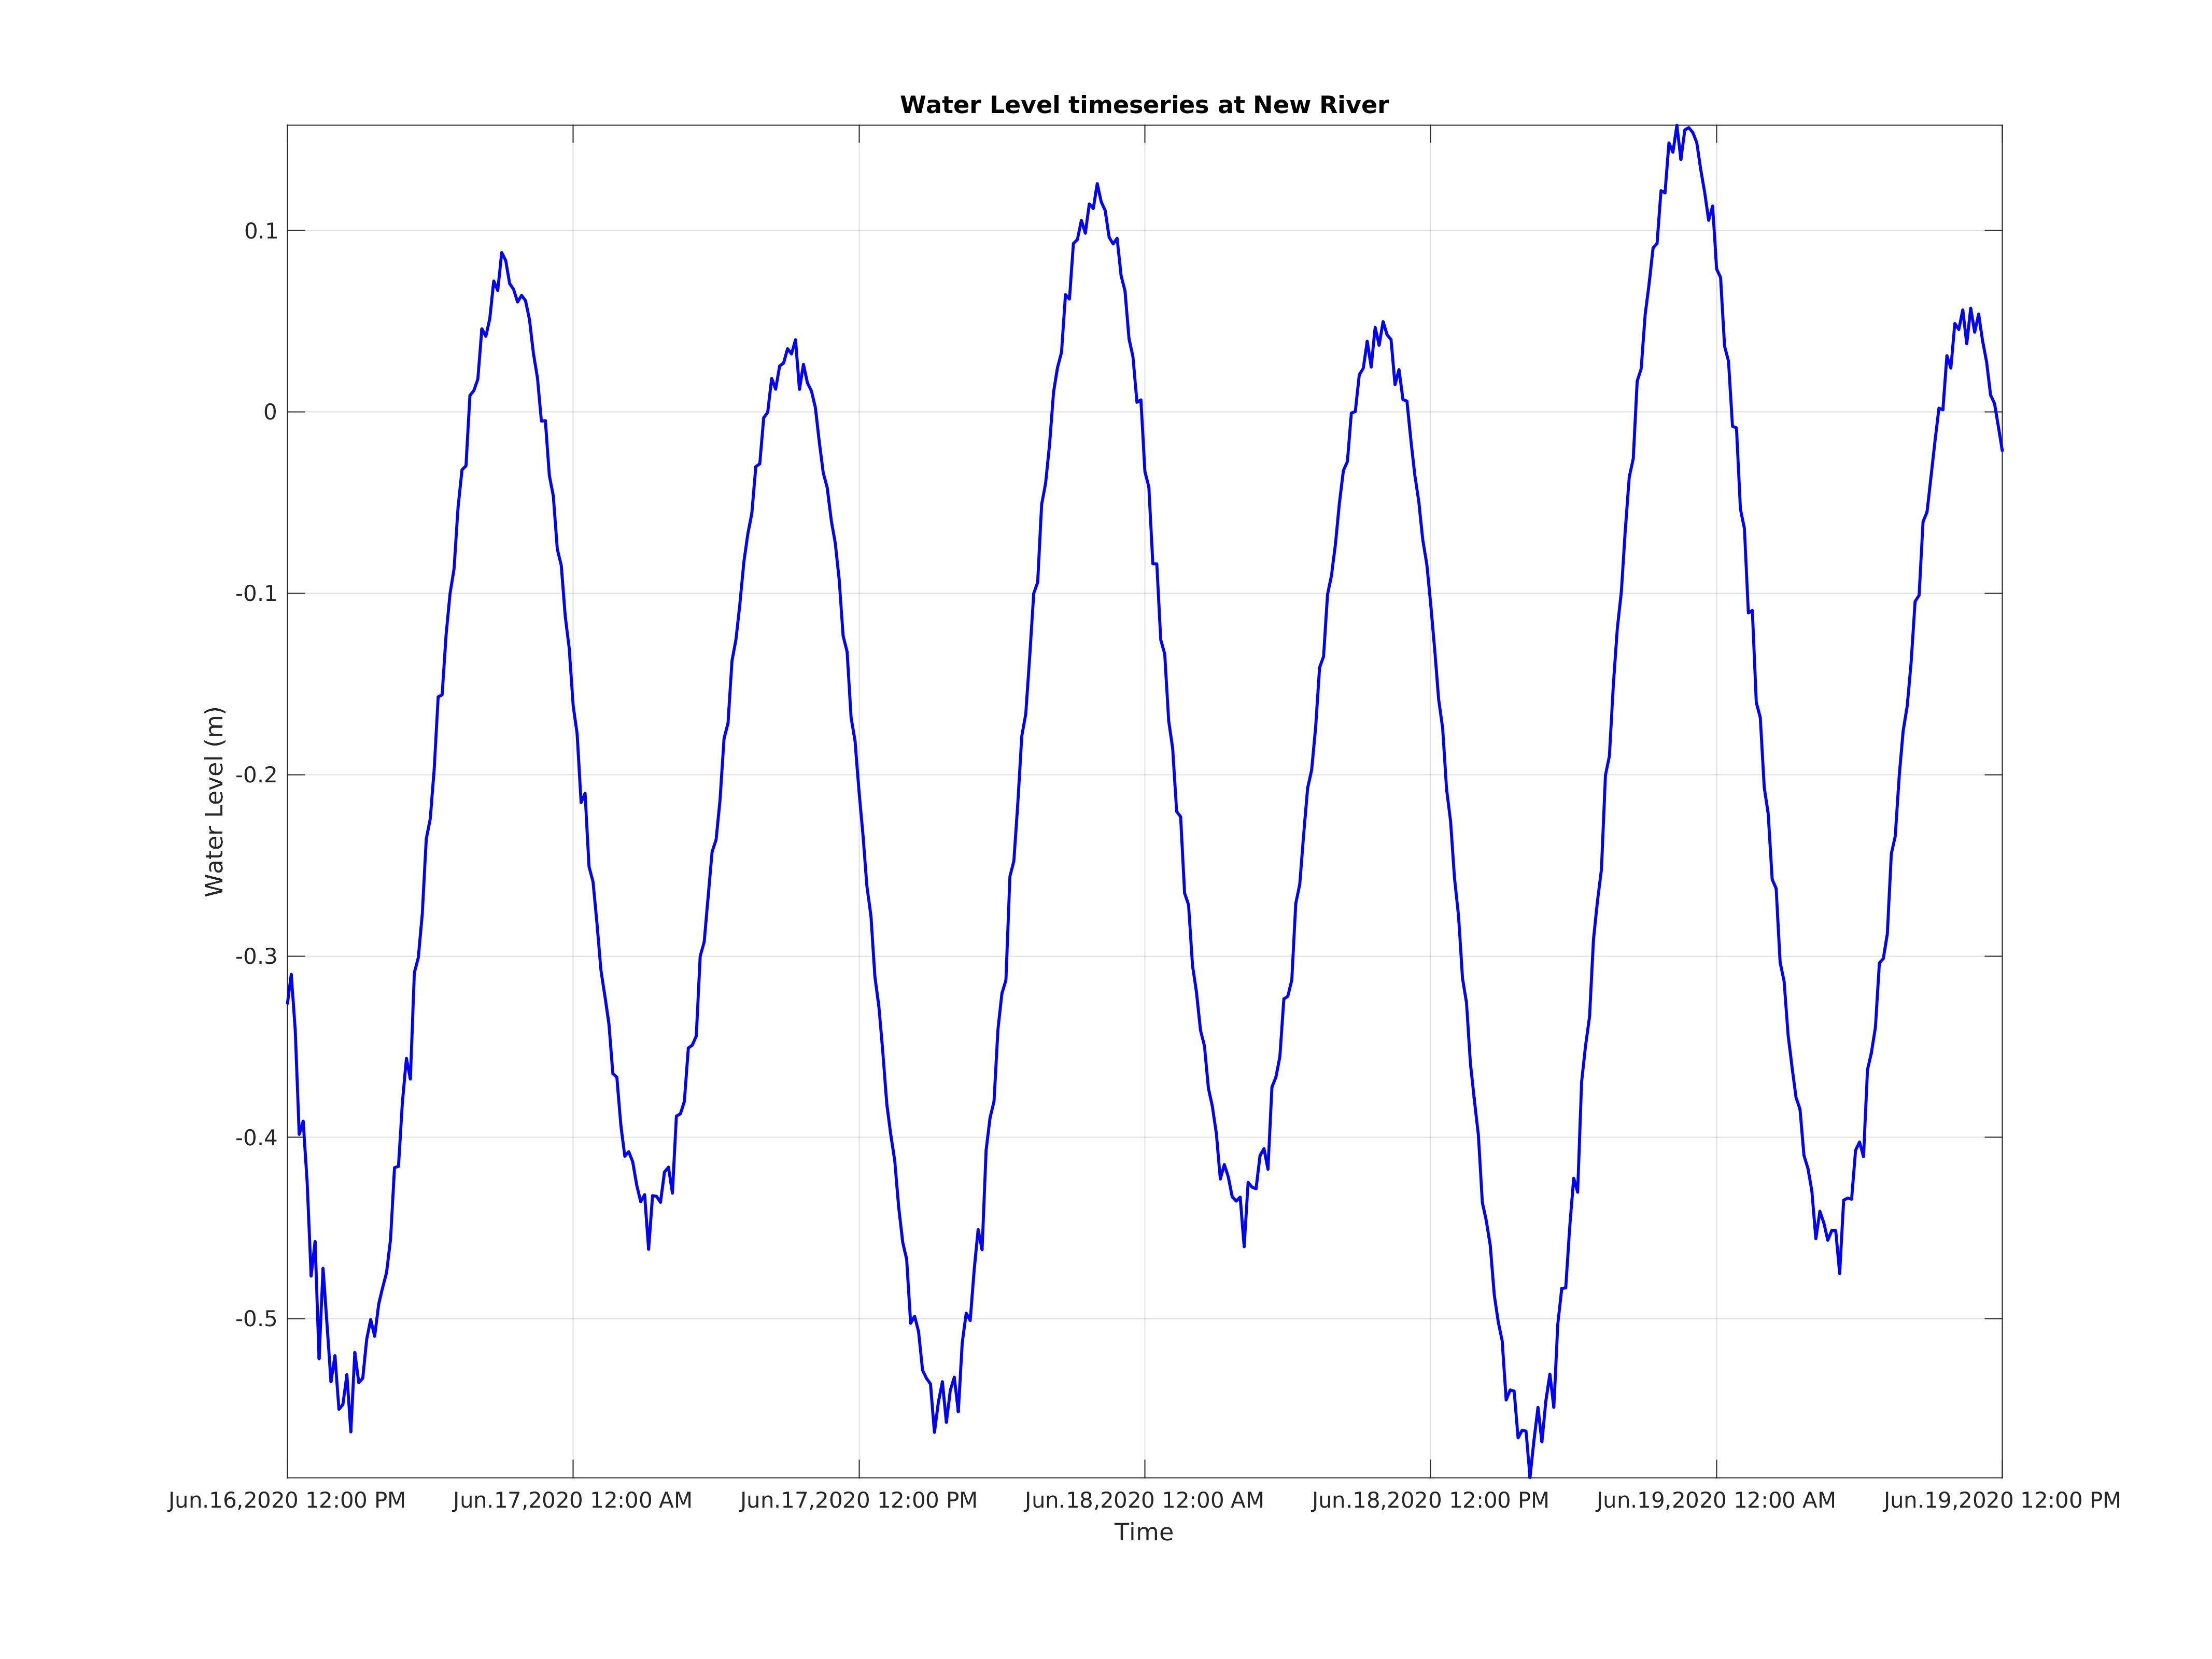 Water Level timeseries at New River
0.1
0
-0.1
-0.2
-0.3
-0.4
-0.5
Water Level (m)
Jun.16,2020 12:00 PM Jun.17,2020 12:00 AM Jun.17,2020 12:00 PM Jun.18,2020 12:00 AM Jun.18,2020 12:00 PM Jun.19,2020 12:00 AM Jun.19,2020 12:00 PM
Time